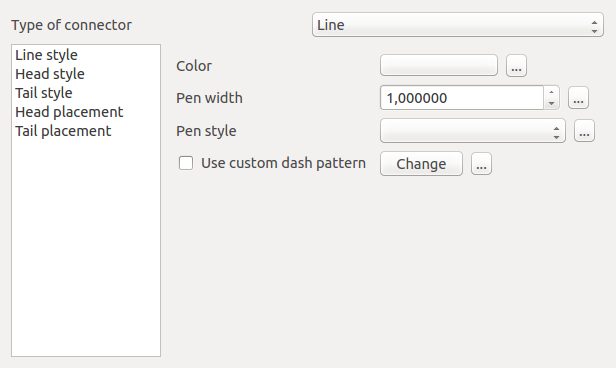 Type of connector
Line
Line style
Head style
Tail style
Head placement
Tail placement
Color
...
Pen width
1,000000
...
Pen style
...
Use custom dash pattern
Change
...